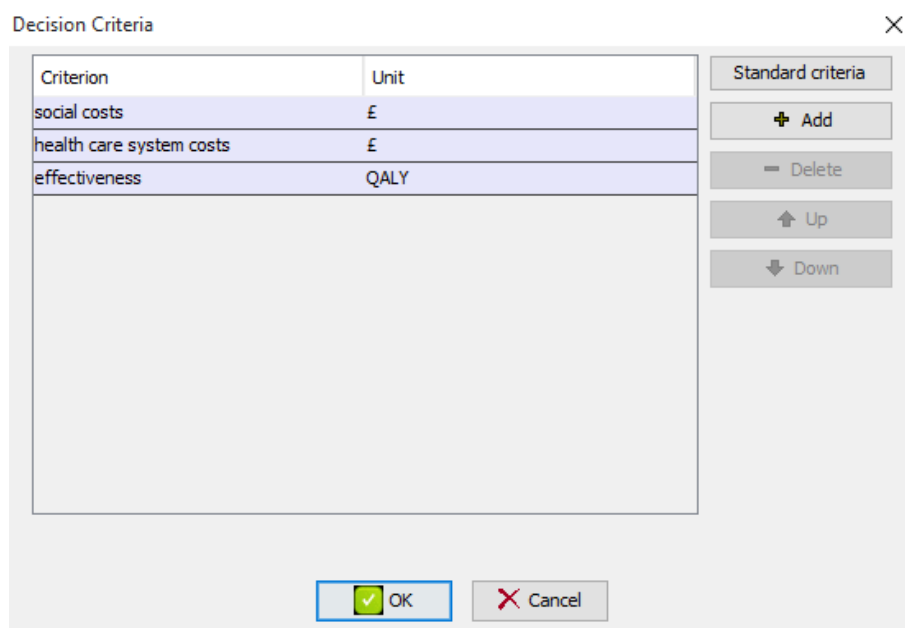 Decision Criteria
Criterion Unit
social costs £
health care system costs £
effectiveness QALY
Standard criteria
Add
Delete
Up
Down
OK
Cancel